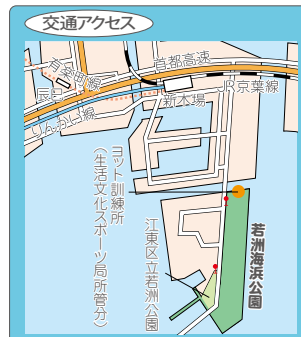 交通アクセス
有楽町線
首都高速
辰巳
新木場
JR京葉線
りんかい線
ヨット訓練所
（生活文化スポーツ局所管分）
江東区立若洲公園
若洲海浜公園